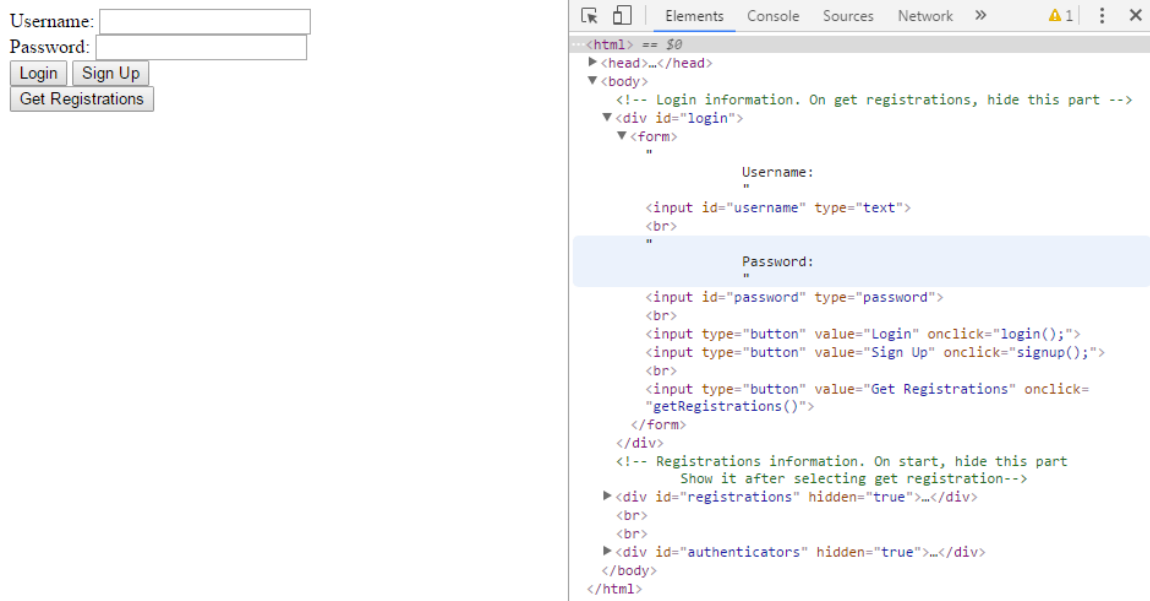 Username:
Password:
Login Sign Up
Get Registrations
Elements Console Sources Network » 1
···<html> == $0
<head>…</head>
<body>
<!-- Login information. On get registrations, hide this part -->
<div id="login">
<form>
"
Username:
"
<input id="username" type="text">
<br>
"
Password:
"
<input id="password" type="password">
<br>
<input type="button" value="Login" onclick="login();">
<input type="button" value="Sign Up" onclick="signup();">
<br>
<input type="button" value="Get Registrations" onclick=
"getRegistrations()">
</form>
</div>
<!-- Registrations information. On start, hide this part
Show it after selecting get registration-->
<div id="registrations" hidden="true">…</div>
<br>
<br>
<div id="authenticators" hidden="true">…</div>
</body>
</html>